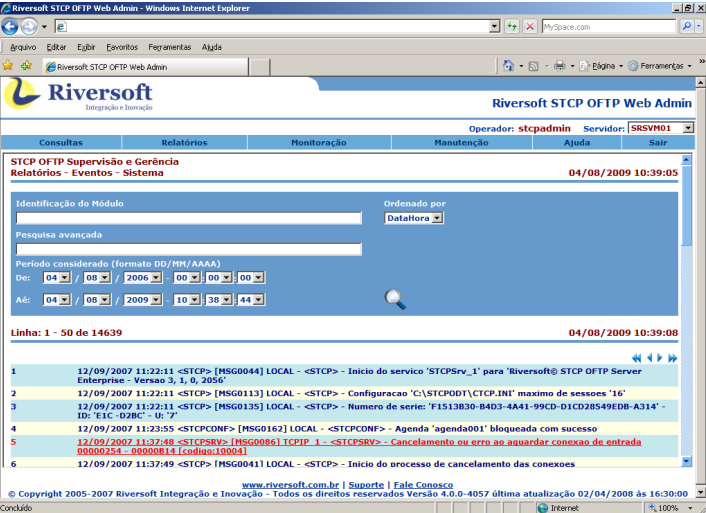 Riversoft STCP OFTP Web Admin - Windows Internet Explorer
MySpace.com
Arquivo Editar Exibir Favoritos Ferramentas Ajuda
Riversoft STCP OFTP Web Admin
Página Ferramentas
Riversoft
Integração e Inovação
Riversoft STCP OFTP Web Admin
Operador: stcpadmin Servidor: SRSVM01
Consultas Relatórios Monitoração Manutenção Ajuda Sair
STCP OFTP Supervisão e Gerência
Relatórios - Eventos - Sistema 04/08/2009 10:39:05
Identificação do Módulo Ordenado por
DataHora
Pesquisa avançada
Período considerado (formato DD/MM/AAAA)
De: 04 / 08 / 2006 - 00 : 00 : 00
Aé: 04 / 08 / 2009 - 10 : 38 : 44
Linha: 1 - 50 de 14639 04/08/2009 10:39:08
1 12/09/2007 11:22:11 <STCP> [MSG0044] LOCAL - <STCP> - Inicio do servico 'STCPSrv_1' para 'Riversoft© STCP OFTP Server
Enterprise - Versao 3, 1, 0, 2056'
2 12/09/2007 11:22:11 <STCP> [MSG0113] LOCAL - <STCP> - Configuracao 'C:\STCPODT\CTCP.INI' maximo de sessoes '16'
3 12/09/2007 11:22:11 <STCP> [MSG0135] LOCAL - <STCP> - Numero de serie: 'F1513B30-B4D3-4A41-99CD-D1CD28549EDB-A314' -
ID: 'E1C -D2BC' - U: '7'
4 12/09/2007 11:23:55 <STCPCONF> [MSG0162] LOCAL - <STCPCONF> - Agenda 'agenda001' bloqueada com sucesso
5 12/09/2007 11:37:48 <STCPSRV> [MSG0086] TCPIP_1 - <STCPSRV> - Cancelamento ou erro ao aguardar conexao de entrada
00000254 - 00000B14 [codigo:10004]
6 12/09/2007 11:37:49 <STCP> [MSG0041] LOCAL - <STCP> - Inicio do processo de cancelamento das conexoes
www.riversoft.com.br | Suporte | Fale Conosco
© Copyright 2005-2007 Riversoft Integração e Inovação - Todos os direitos reservados Versão 4.0.0-4057 última atualização 02/04/2008 às 16:30:00
Concluído Internet 100%